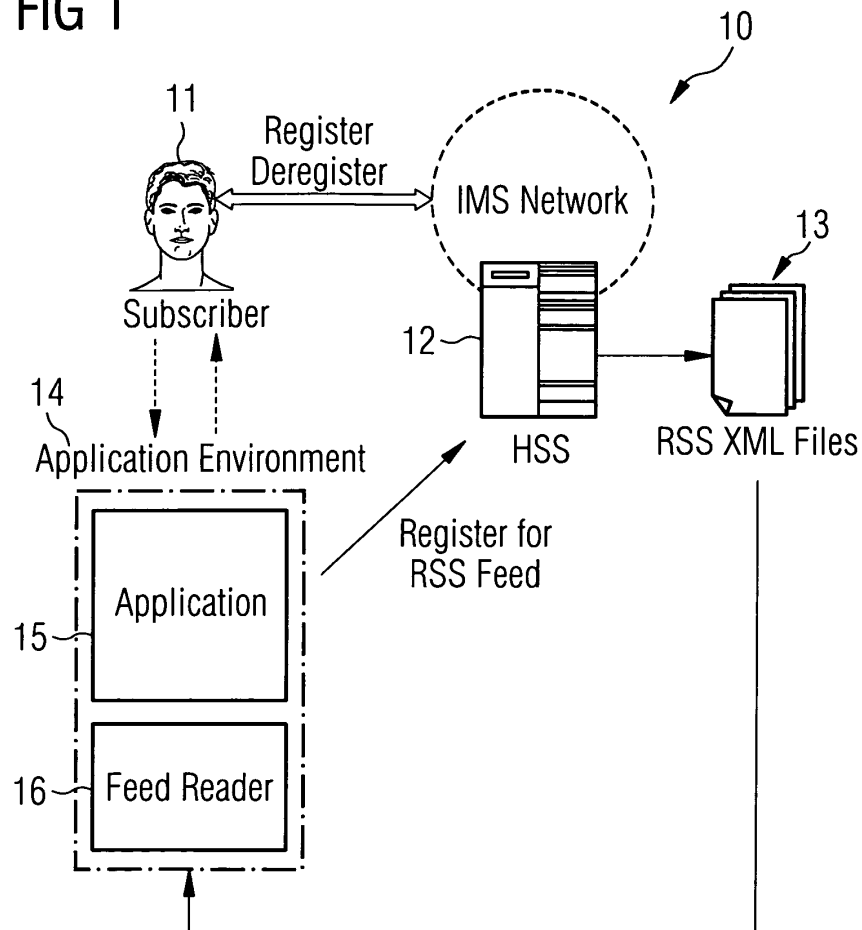 FIG 1
10
11
Register
Deregister
IMS Network
13
Subscriber
12
14
Application Environment
HSS
RSS XML Files
Register for
RSS Feed
Application
15
16
Feed Reader